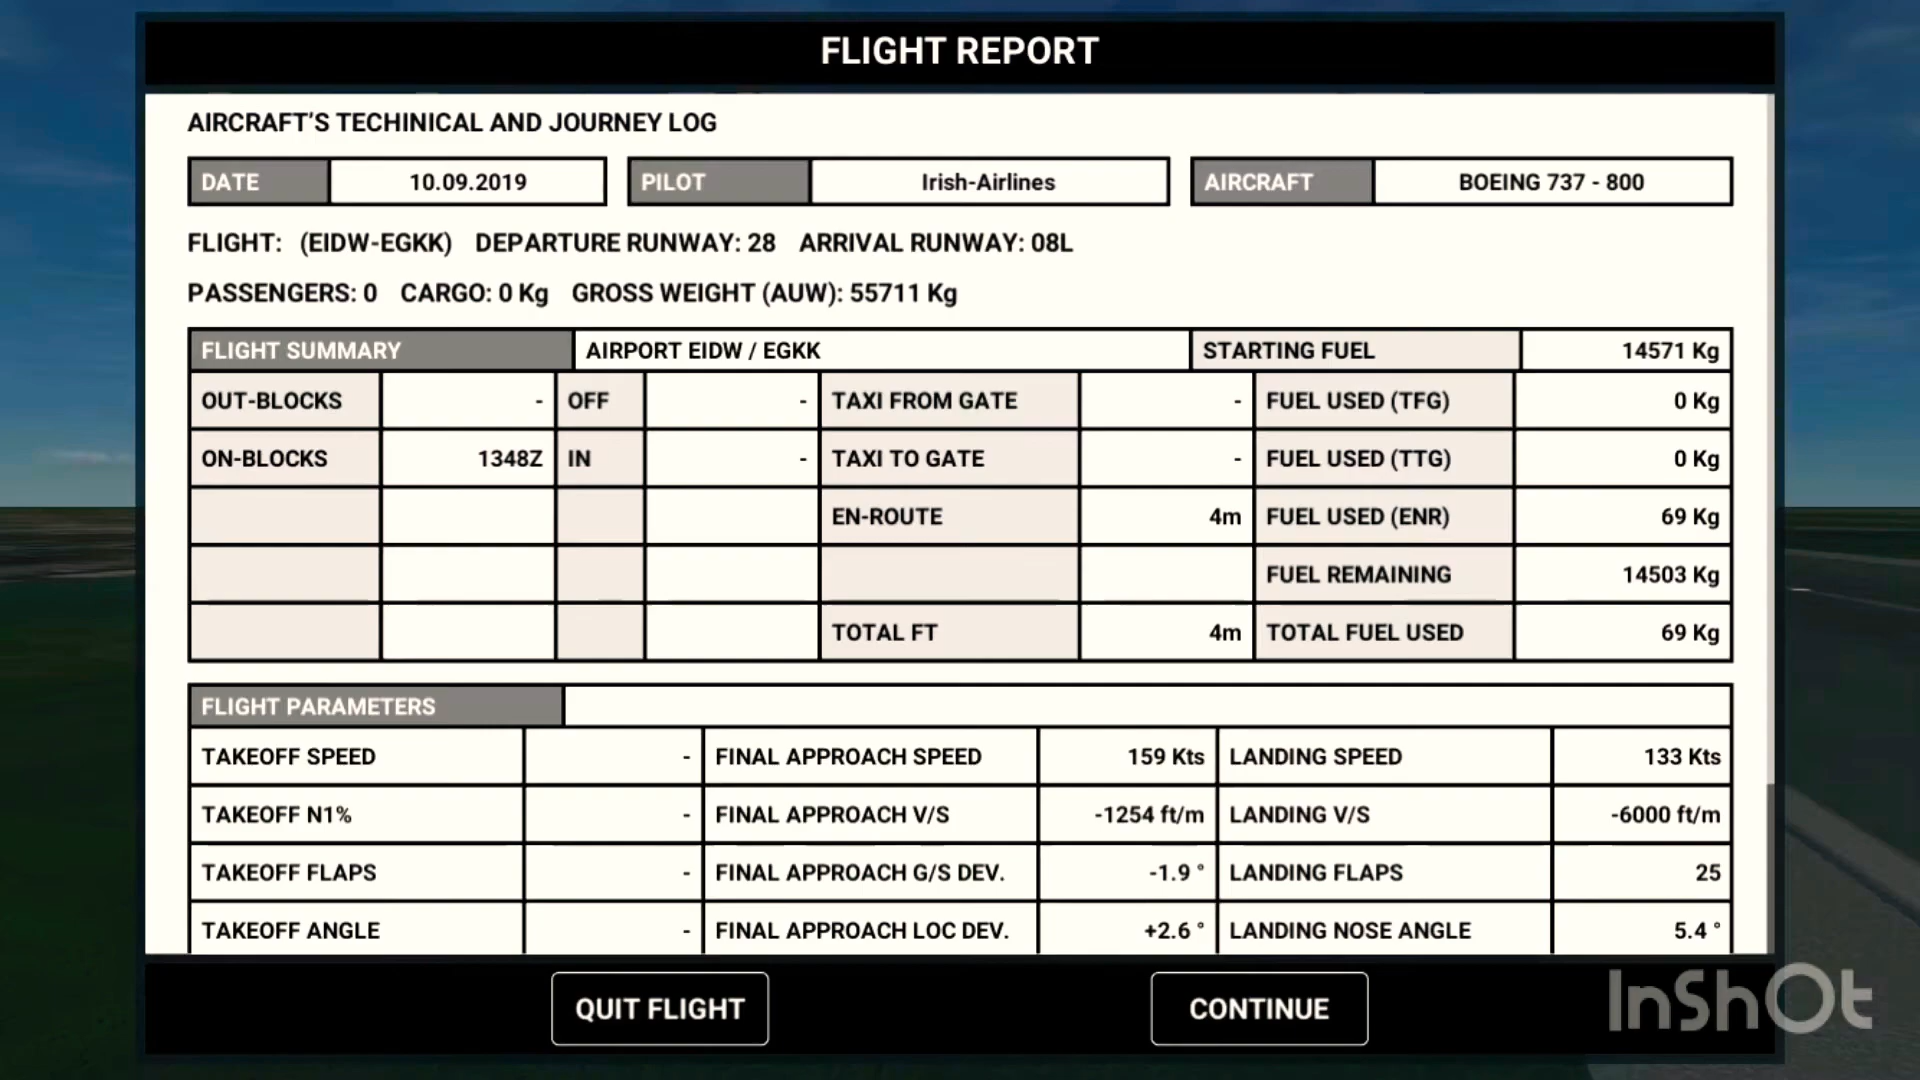 FLIGHT REPORT
AIRCRAFT'S TECHINICAL AND JOURNEY LOG
DATE 10.09.2019 PILOT Irish-Airlines AIRCRAFT BOEING 737 - 800
FLIGHT: (EIDW-EGKK) DEPARTURE RUNWAY: 28 ARRIVAL RUNWAY: 08L
PASSENGERS: 0 CARGO: 0 Kg GROSS WEIGHT (AUW): 55711 Kg
FLIGHT SUMMARY AIRPORT EIDW / EGKK STARTING FUEL 14571 Kg
OUT-BLOCKS - OFF - TAXI FROM GATE - FUEL USED (TFG) 0 Kg
ON-BLOCKS 1348Z IN - TAXI TO GATE - FUEL USED (TTG) 0 Kg
EN-ROUTE 4m FUEL USED (ENR) 69 Kg
FUEL REMAINING 14503 Kg
TOTAL FT 4m TOTAL FUEL USED 69 Kg
FLIGHT PARAMETERS
TAKEOFF SPEED - FINAL APPROACH SPEED 159 Kts LANDING SPEED 133 Kts
TAKEOFF N1% - FINAL APPROACH V/S -1254 ft/m LANDING V/S -6000 ft/m
TAKEOFF FLAPS - FINAL APPROACH G/S DEV. -1.9 ° LANDING FLAPS 25
TAKEOFF ANGLE - FINAL APPROACH LOC DEV. +2.6 ° LANDING NOSE ANGLE 5.4 °
QUIT FLIGHT CONTINUE
InShOt